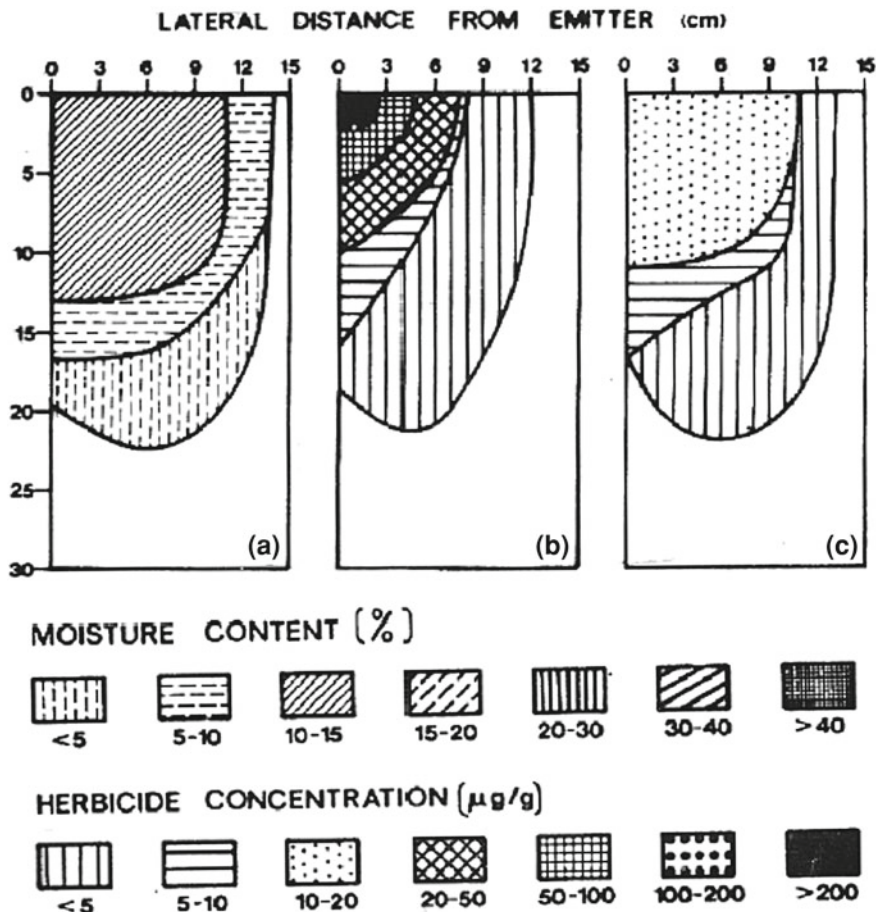 LATERAL DISTANCE FROM EMITTER (cm)
0 3 6 9 12 15 0 3 6 9 12 15 0 3 6 9 12 15
0
5
10
15
20
25
30
(a) (b) (c)
MOISTURE CONTENT (%)
<5 5-10 10-15 15-20 20-30 30-40 >40
HERBICIDE CONCENTRATION (μg/g)
<5 5-10 10-20 20-50 50-100 100-200 >200